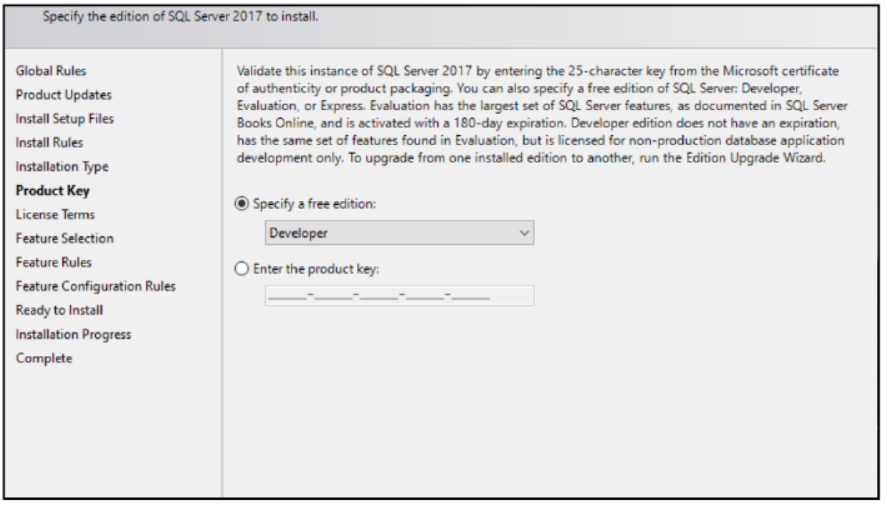 Specify the edition of SQL Server 2017 to install.
Global Rules
Product Updates
Install Setup Files
Install Rules
Installation Type
Product Key
License Terms
Feature Selection
Feature Rules
Feature Configuration Rules
Ready to Install
Installation Progress
Complete
Validate this instance of SQL Server 2017 by entering the 25-character key from the Microsoft certificate
of authenticity or product packaging. You can also specify a free edition of SQL Server: Developer,
Evaluation, or Express. Evaluation has the largest set of SQL Server features, as documented in SQL Server
Books Online, and is activated with a 180-day expiration. Developer edition does not have an expiration,
has the same set of features found in Evaluation, but is licensed for non-production database application
development only. To upgrade from one installed edition to another, run the Edition Upgrade Wizard.
Specify a free edition:
Developer
Enter the product key:
_____-_____-_____-_____-_____